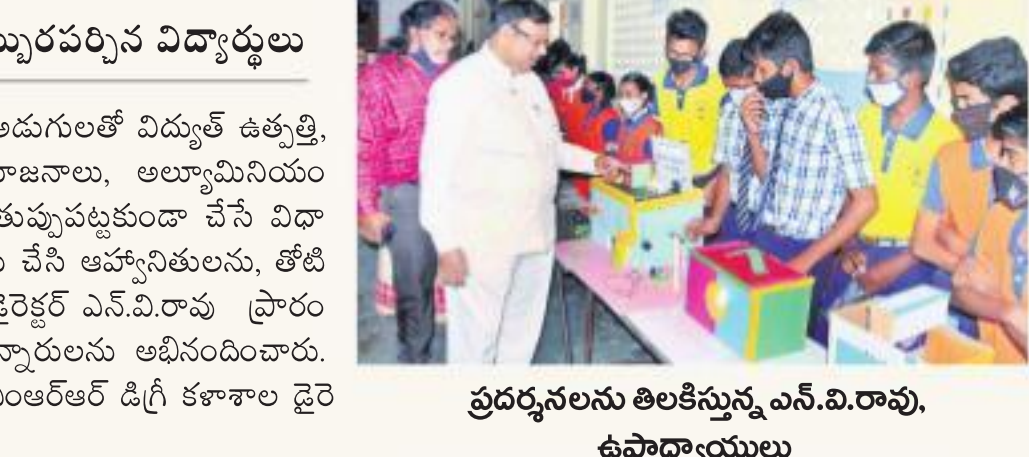 బ్బురపర్చిన విద్యార్థులు
అడుగులతో విద్యుత్ ఉత్పత్తి,
రాజనాలు, అల్యూమినియం
తుప్పుపట్టకుండా చేసే విధా
చేసి ఆహ్వానితులను, తోటి
డైరెక్టర్ ఎన్.వి.రావు ప్రారం
న్నారులను అభినందించారు.
ఎంఆర్ఆర్ డిగ్రీ కళాశాల డైరె
ప్రదర్శనలను తిలకిస్తున్న ఎన్.వి.రావు,
ఉపాధ్యాయులు